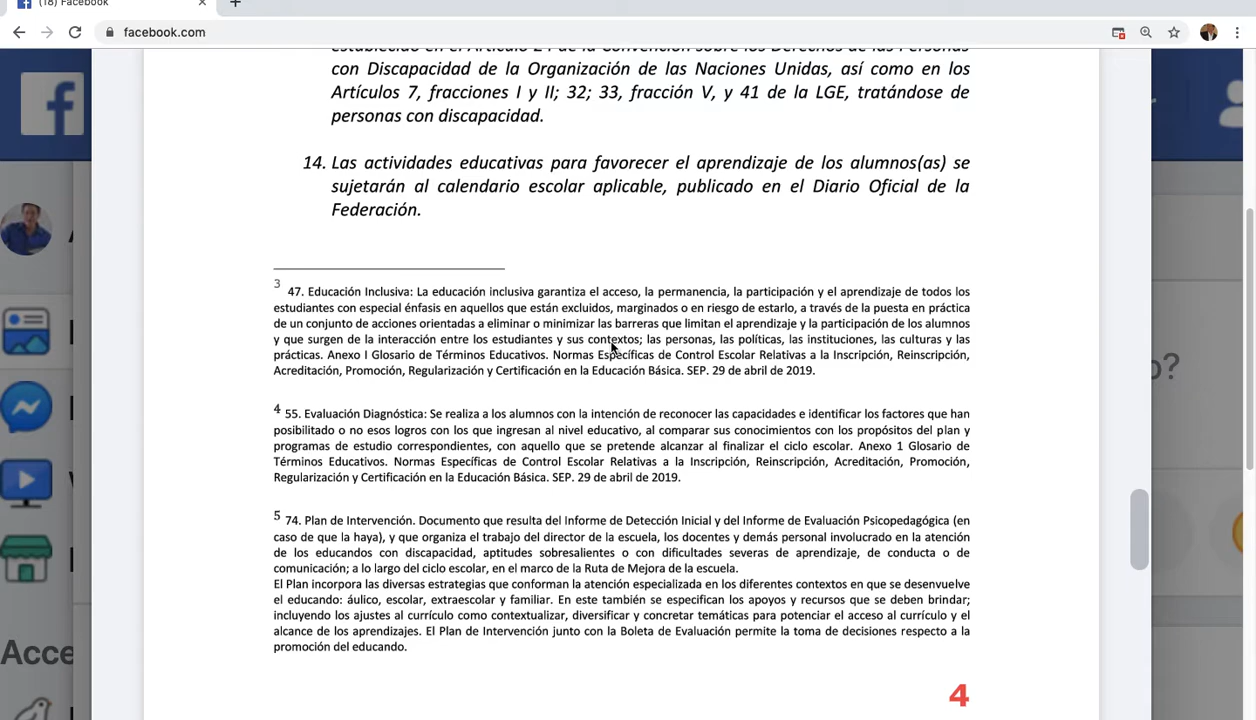 (18) Facebook
facebook.com
establecido en el Artículo 24 de la Convención sobre los Derechos de las Personas
con Discapacidad de la Organización de las Naciones Unidas, así como en los
Artículos 7, fracciones I y II; 32; 33, fracción V, y 41 de la LGE, tratándose de
personas con discapacidad.
14. Las actividades educativas para favorecer el aprendizaje de los alumnos(as) se
sujetarán al calendario escolar aplicable, publicado en el Diario Oficial de la
Federación.
3 47. Educación Inclusiva: La educación inclusiva garantiza el acceso, la permanencia, la participación y el aprendizaje de todos los
estudiantes con especial énfasis en aquellos que están excluidos, marginados o en riesgo de estarlo, a través de la puesta en práctica
de un conjunto de acciones orientadas a eliminar o minimizar las barreras que limitan el aprendizaje y la participación de los alumnos
y que surgen de la interacción entre los estudiantes y sus contextos; las personas, las políticas, las instituciones, las culturas y las
prácticas. Anexo I Glosario de Términos Educativos. Normas Específicas de Control Escolar Relativas a la Inscripción, Reinscripción,
Acreditación, Promoción, Regularización y Certificación en la Educación Básica. SEP. 29 de abril de 2019.
4 55. Evaluación Diagnóstica: Se realiza a los alumnos con la intención de reconocer las capacidades e identificar los factores que han
posibilitado o no esos logros con los que ingresan al nivel educativo, al comparar sus conocimientos con los propósitos del plan y
programas de estudio correspondientes, con aquello que se pretende alcanzar al finalizar el ciclo escolar. Anexo 1 Glosario de
Términos Educativos. Normas Específicas de Control Escolar Relativas a la Inscripción, Reinscripción, Acreditación, Promoción,
Regularización y Certificación en la Educación Básica. SEP. 29 de abril de 2019.
5 74. Plan de Intervención. Documento que resulta del Informe de Detección Inicial y del Informe de Evaluación Psicopedagógica (en
caso de que la haya), y que organiza el trabajo del director de la escuela, los docentes y demás personal involucrado en la atención
de los educandos con discapacidad, aptitudes sobresalientes o con dificultades severas de aprendizaje, de conducta o de
comunicación; a lo largo del ciclo escolar, en el marco de la Ruta de Mejora de la escuela.
El Plan incorpora las diversas estrategias que conforman la atención especializada en los diferentes contextos en que se desenvuelve
el educando: áulico, escolar, extraescolar y familiar. En este también se especifican los apoyos y recursos que se deben brindar;
incluyendo los ajustes al currículo como contextualizar, diversificar y concretar temáticas para potenciar el acceso al currículo y el
alcance de los aprendizajes. El Plan de Intervención junto con la Boleta de Evaluación permite la toma de decisiones respecto a la
promoción del educando.
4
Acce
o?